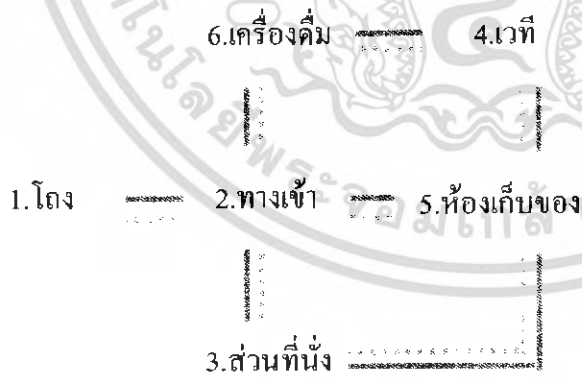 6.เครื่องดื่ม 4.เวที
1.โถง 2.ทางเข้า 5.ห้องเก็บของ
3.ส่วนที่นั่ง